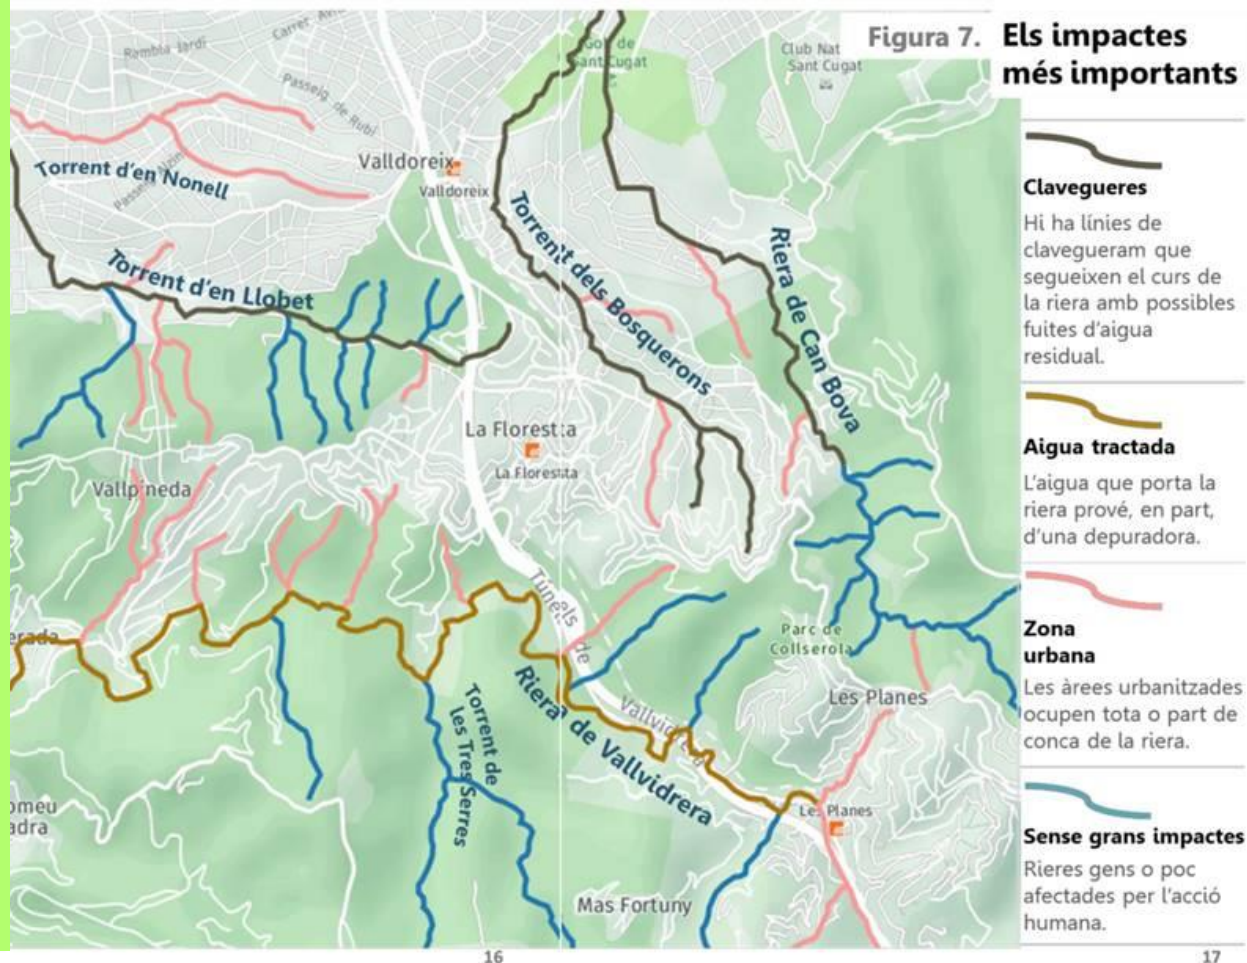 Figura 7.
Els impactes
més importants
Clavegueres
Hi ha línies de
clavegueram que
segueixen el curs de
la riera amb possibles
fuites d'aigua
residual.
Aigua tractada
L'aigua que porta la
riera prové, en part,
d'una depuradora.
Zona
urbana
Les àrees urbanitzades
ocupen tota o part de
conca de la riera.
Sense grans impactes
Rieres gens o poc
afectades per l'acció
humana.
Rambla Jardí
Carrer
Passeig de Rubí
Golf de
Sant Cugat
Club Nat
Sant Cugat
Valldoreix
Valldoreix
Torrent d'en Nonell
Torrent d'en Llobet
Torrent dels Bosquerons
Riera de Can Bova
La Floresta
La Floresta
Vallpineda
erada
Túnels de
Vallvidrera
Parc de
Collserola
Les Planes
Riera de Vallvidrera
Torrent de
les Tres Serres
Les Planes
omeu
adra
Mas Fortuny
16
17